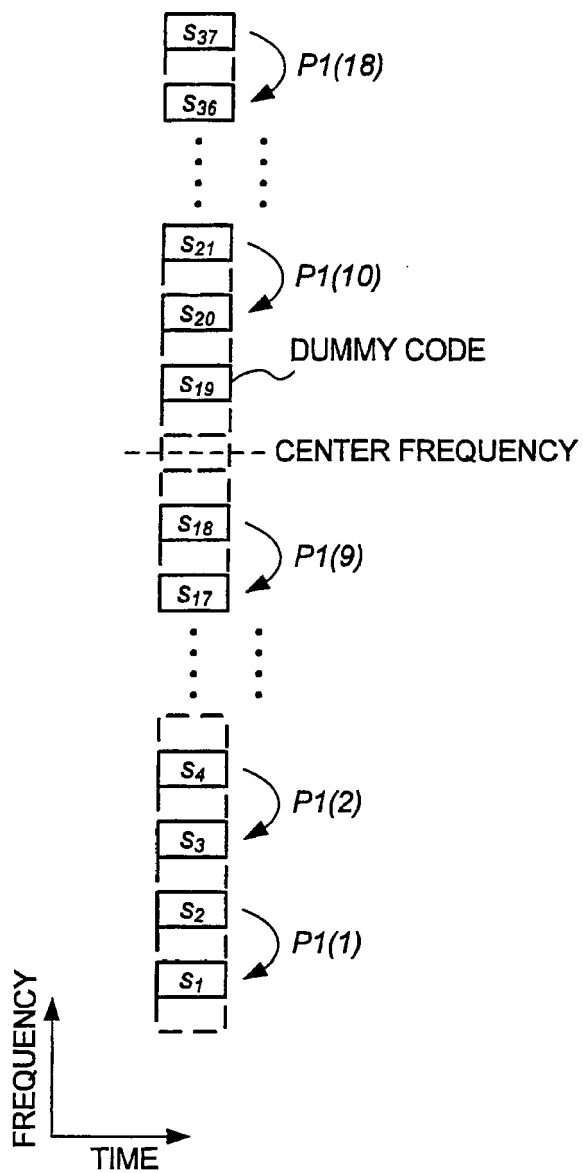 S37
P1(18)
S36
S21
P1(10)
S20
DUMMY CODE
S19
CENTER FREQUENCY
S18
P1(9)
S17
S4
P1(2)
S3
S2
P1(1)
S1
FREQUENCY
TIME